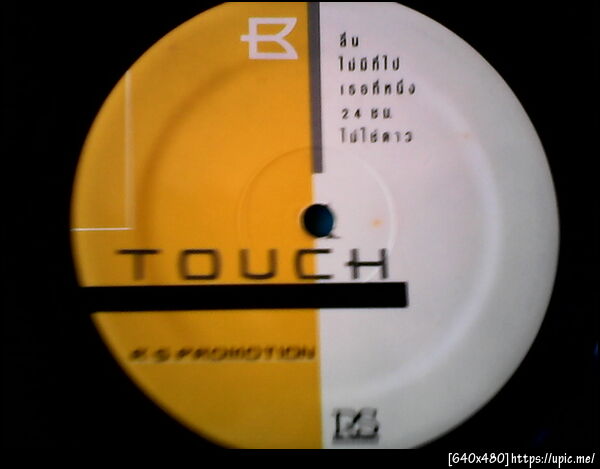 B
ลืม
ไม่มีที่ไป
เธอที่หนึ่ง
24 ชม.
ไม่ใช่ดาว
TOUCH
R.S PROMOTION
RS
[640x480]https://upic.me/